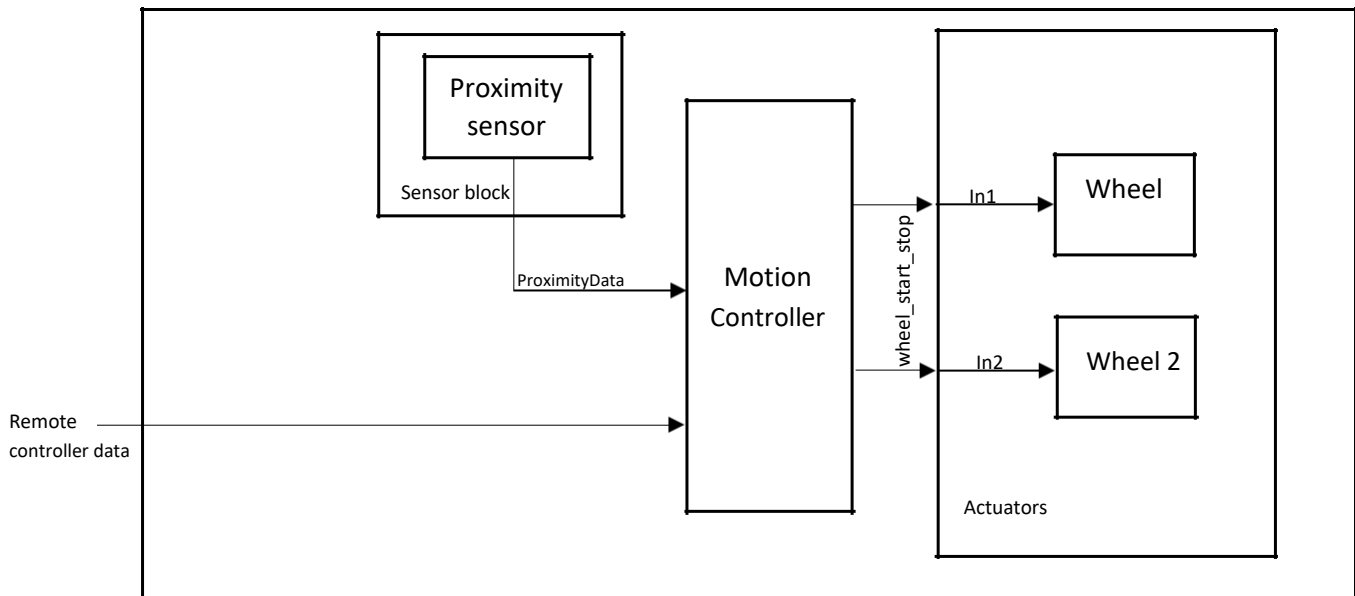 Proximity
sensor
Sensor block
ProximityData
Remote
controller data
Motion
Controller
wheel_start_stop
In1
In2
Wheel
Wheel 2
Actuators